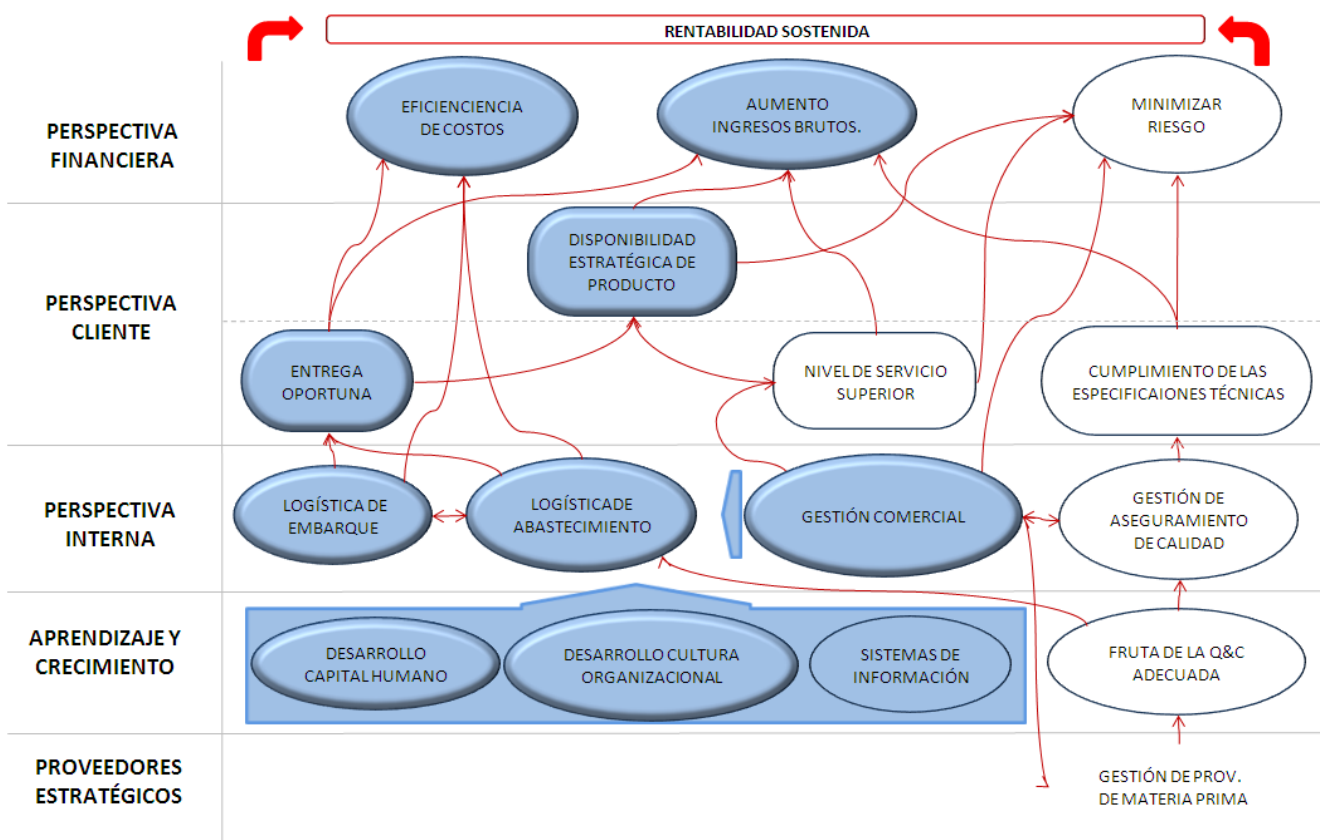 RENTABILIDAD SOSTENIDA
PERSPECTIVA
FINANCIERA
EFICIENCIENCIA
DE COSTOS
AUMENTO
INGRESOS BRUTOS.
MINIMIZAR
RIESGO
PERSPECTIVA
CLIENTE
DISPONIBILIDAD
ESTRATÉGICA DE
PRODUCTO
ENTREGA
OPORTUNA
NIVEL DE SERVICIO
SUPERIOR
CUMPLIMIENTO DE LAS
ESPECIFICAIONES TÉCNICAS
PERSPECTIVA
INTERNA
LOGÍSTICA DE
EMBARQUE
LOGÍSTICA DE
ABASTECIMIENTO
GESTIÓN COMERCIAL
GESTIÓN DE
ASEGURAMIENTO
DE CALIDAD
APRENDIZAJE Y
CRECIMIENTO
DESARROLLO
CAPITAL HUMANO
DESARROLLO CULTURA
ORGANIZACIONAL
SISTEMAS DE
INFORMACIÓN
FRUTA DE LA Q&C
ADECUADA
PROVEEDORES
ESTRATÉGICOS
GESTIÓN DE PROV.
DE MATERIA PRIMA